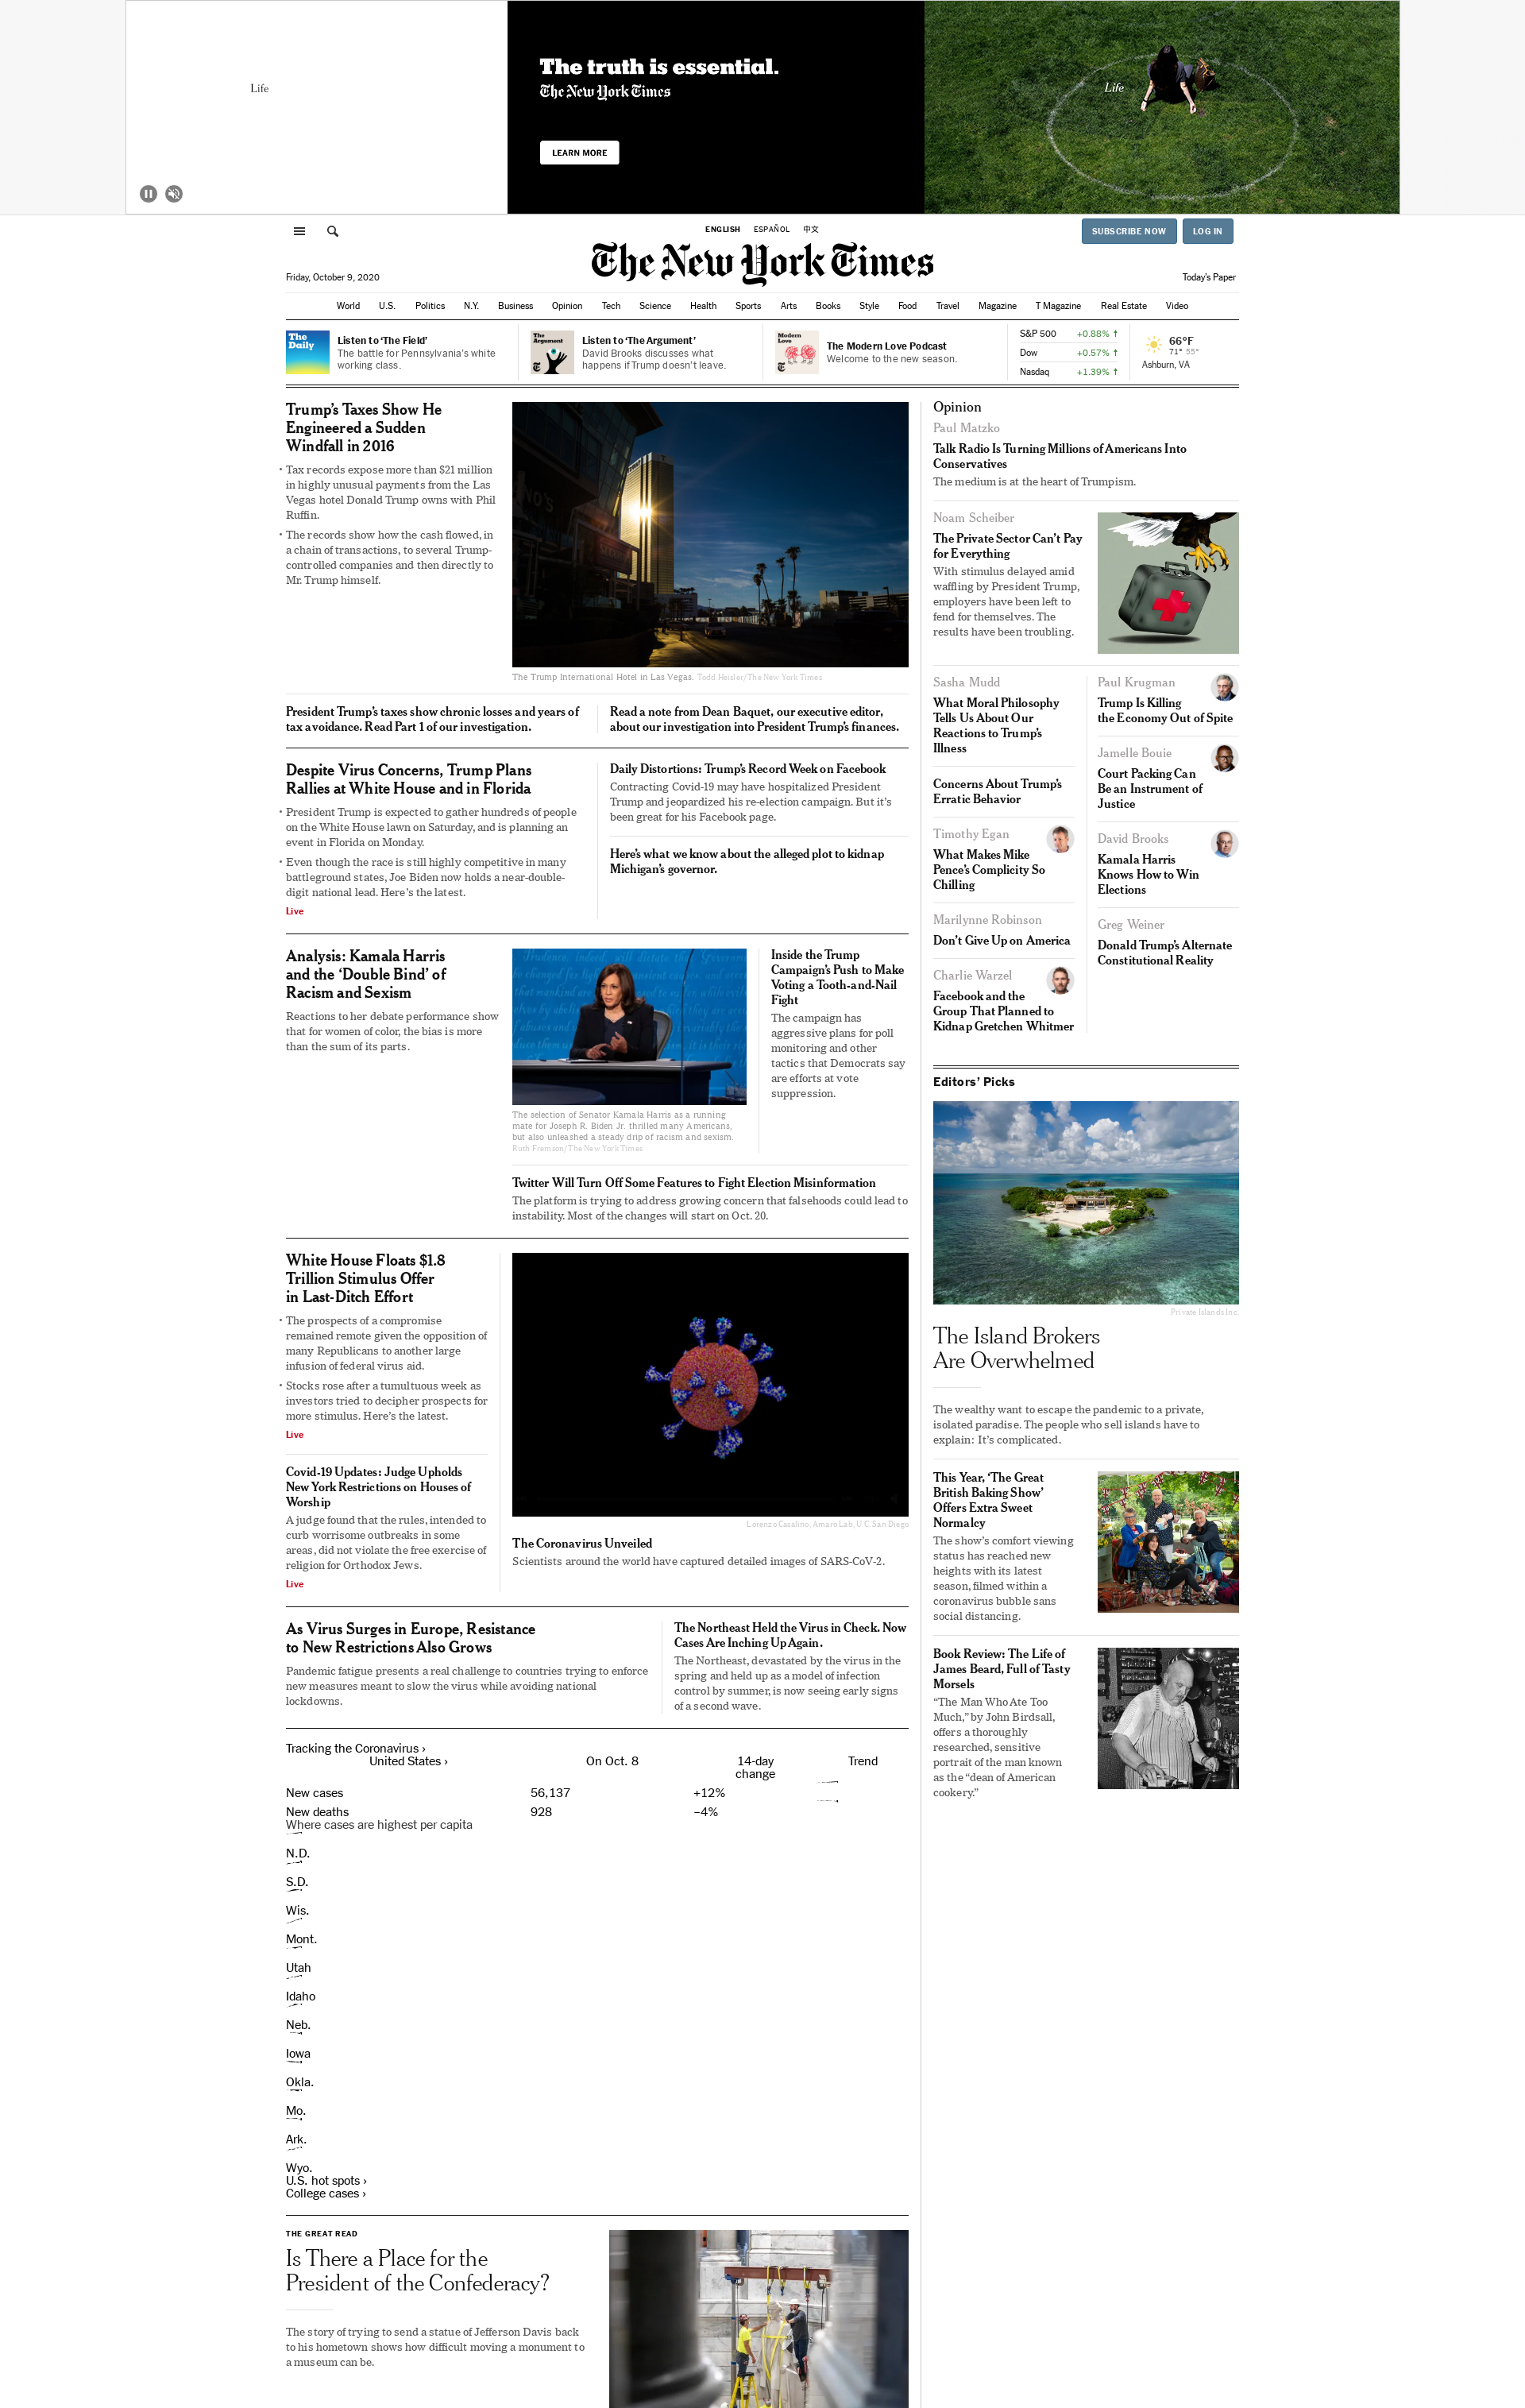 Life
The truth is essential.
The New York Times
LEARN MORE
Life
ENGLISH ESPAÑOL 中文
SUBSCRIBE NOW LOG IN
The New York Times
Friday, October 9, 2020
Today's Paper
World U.S. Politics N.Y. Business Opinion Tech Science Health Sports Arts Books Style Food Travel Magazine T Magazine Real Estate Video
The
Daily
Listen to ‘The Field’
The battle for Pennsylvania’s white
working class.
The
Argument
Listen to ‘The Argument’
David Brooks discusses what
happens if Trump doesn’t leave.
Modern
Love
The Modern Love Podcast
Welcome to the new season.
S&P 500 +0.88% ↑
Dow +0.57% ↑
Nasdaq +1.39% ↑
66°F
71° 55°
Ashburn, VA
Trump’s Taxes Show He
Engineered a Sudden
Windfall in 2016
• Tax records expose more than $21 million
in highly unusual payments from the Las
Vegas hotel Donald Trump owns with Phil
Ruffin.
• The records show how the cash flowed, in
a chain of transactions, to several Trump-
controlled companies and then directly to
Mr. Trump himself.
The Trump International Hotel in Las Vegas. Todd Heisler/The New York Times
President Trump’s taxes show chronic losses and years of
tax avoidance. Read Part 1 of our investigation.
Read a note from Dean Baquet, our executive editor,
about our investigation into President Trump’s finances.
Despite Virus Concerns, Trump Plans
Rallies at White House and in Florida
• President Trump is expected to gather hundreds of people
on the White House lawn on Saturday, and is planning an
event in Florida on Monday.
• Even though the race is still highly competitive in many
battleground states, Joe Biden now holds a near-double-
digit national lead. Here’s the latest.
Live
Daily Distortions: Trump’s Record Week on Facebook
Contracting Covid-19 may have hospitalized President
Trump and jeopardized his re-election campaign. But it’s
been great for his Facebook page.
Here’s what we know about the alleged plot to kidnap
Michigan’s governor.
Analysis: Kamala Harris
and the ‘Double Bind’ of
Racism and Sexism
Reactions to her debate performance show
that for women of color, the bias is more
than the sum of its parts.
The selection of Senator Kamala Harris as a running
mate for Joseph R. Biden Jr. thrilled many Americans,
but also unleashed a steady drip of racism and sexism.
Ruth Fremson/The New York Times
Inside the Trump
Campaign’s Push to Make
Voting a Tooth-and-Nail
Fight
The campaign has
aggressive plans for poll
monitoring and other
tactics that Democrats say
are efforts at vote
suppression.
Twitter Will Turn Off Some Features to Fight Election Misinformation
The platform is trying to address growing concern that falsehoods could lead to
instability. Most of the changes will start on Oct. 20.
White House Floats $1.8
Trillion Stimulus Offer
in Last-Ditch Effort
• The prospects of a compromise
remained remote given the opposition of
many Republicans to another large
infusion of federal virus aid.
• Stocks rose after a tumultuous week as
investors tried to decipher prospects for
more stimulus. Here’s the latest.
Live
Covid-19 Updates: Judge Upholds
New York Restrictions on Houses of
Worship
A judge found that the rules, intended to
curb worrisome outbreaks in some
areas, did not violate the free exercise of
religion for Orthodox Jews.
Live
Lorenzo Casalino, Amaro Lab, U.C. San Diego
The Coronavirus Unveiled
Scientists around the world have captured detailed images of SARS-CoV-2.
As Virus Surges in Europe, Resistance
to New Restrictions Also Grows
Pandemic fatigue presents a real challenge to countries trying to enforce
new measures meant to slow the virus while avoiding national
lockdowns.
The Northeast Held the Virus in Check. Now
Cases Are Inching Up Again.
The Northeast, devastated by the virus in the
spring and held up as a model of infection
control by summer, is now seeing early signs
of a second wave.
Tracking the Coronavirus ›
United States › On Oct. 8 14-day
change Trend
New cases 56,137 +12%
New deaths 928 –4%
Where cases are highest per capita
N.D.
S.D.
Wis.
Mont.
Utah
Idaho
Neb.
Iowa
Okla.
Mo.
Ark.
Wyo.
U.S. hot spots ›
College cases ›
THE GREAT READ
Is There a Place for the
President of the Confederacy?
The story of trying to send a statue of Jefferson Davis back
to his hometown shows how difficult moving a monument to
a museum can be.
Opinion
Paul Matzko
Talk Radio Is Turning Millions of Americans Into
Conservatives
The medium is at the heart of Trumpism.
Noam Scheiber
The Private Sector Can’t Pay
for Everything
With stimulus delayed amid
waffling by President Trump,
employers have been left to
fend for themselves. The
results have been troubling.
Sasha Mudd
What Moral Philosophy
Tells Us About Our
Reactions to Trump’s
Illness
Concerns About Trump’s
Erratic Behavior
Timothy Egan
What Makes Mike
Pence’s Complicity So
Chilling
Marilynne Robinson
Don’t Give Up on America
Charlie Warzel
Facebook and the
Group That Planned to
Kidnap Gretchen Whitmer
Paul Krugman
Trump Is Killing
the Economy Out of Spite
Jamelle Bouie
Court Packing Can
Be an Instrument of
Justice
David Brooks
Kamala Harris
Knows How to Win
Elections
Greg Weiner
Donald Trump’s Alternate
Constitutional Reality
Editors’ Picks
Private Islands Inc.
The Island Brokers
Are Overwhelmed
The wealthy want to escape the pandemic to a private,
isolated paradise. The people who sell islands have to
explain: It’s complicated.
This Year, ‘The Great
British Baking Show’
Offers Extra Sweet
Normalcy
The show’s comfort viewing
status has reached new
heights with its latest
season, filmed within a
coronavirus bubble sans
social distancing.
Book Review: The Life of
James Beard, Full of Tasty
Morsels
“The Man Who Ate Too
Much,” by John Birdsall,
offers a thoroughly
researched, sensitive
portrait of the man known
as the “dean of American
cookery.”